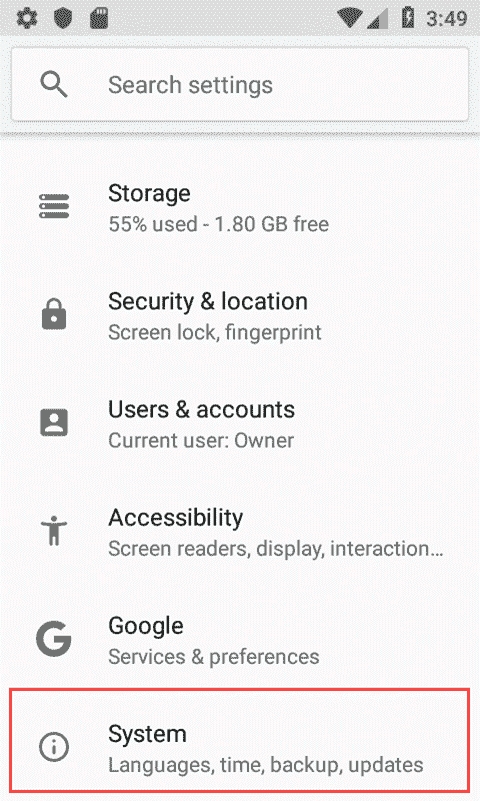 3:49
Search settings
Storage
55% used - 1.80 GB free
Security & location
Screen lock, fingerprint
Users & accounts
Current user: Owner
Accessibility
Screen readers, display, interaction…
Google
Services & preferences
System
Languages, time, backup, updates